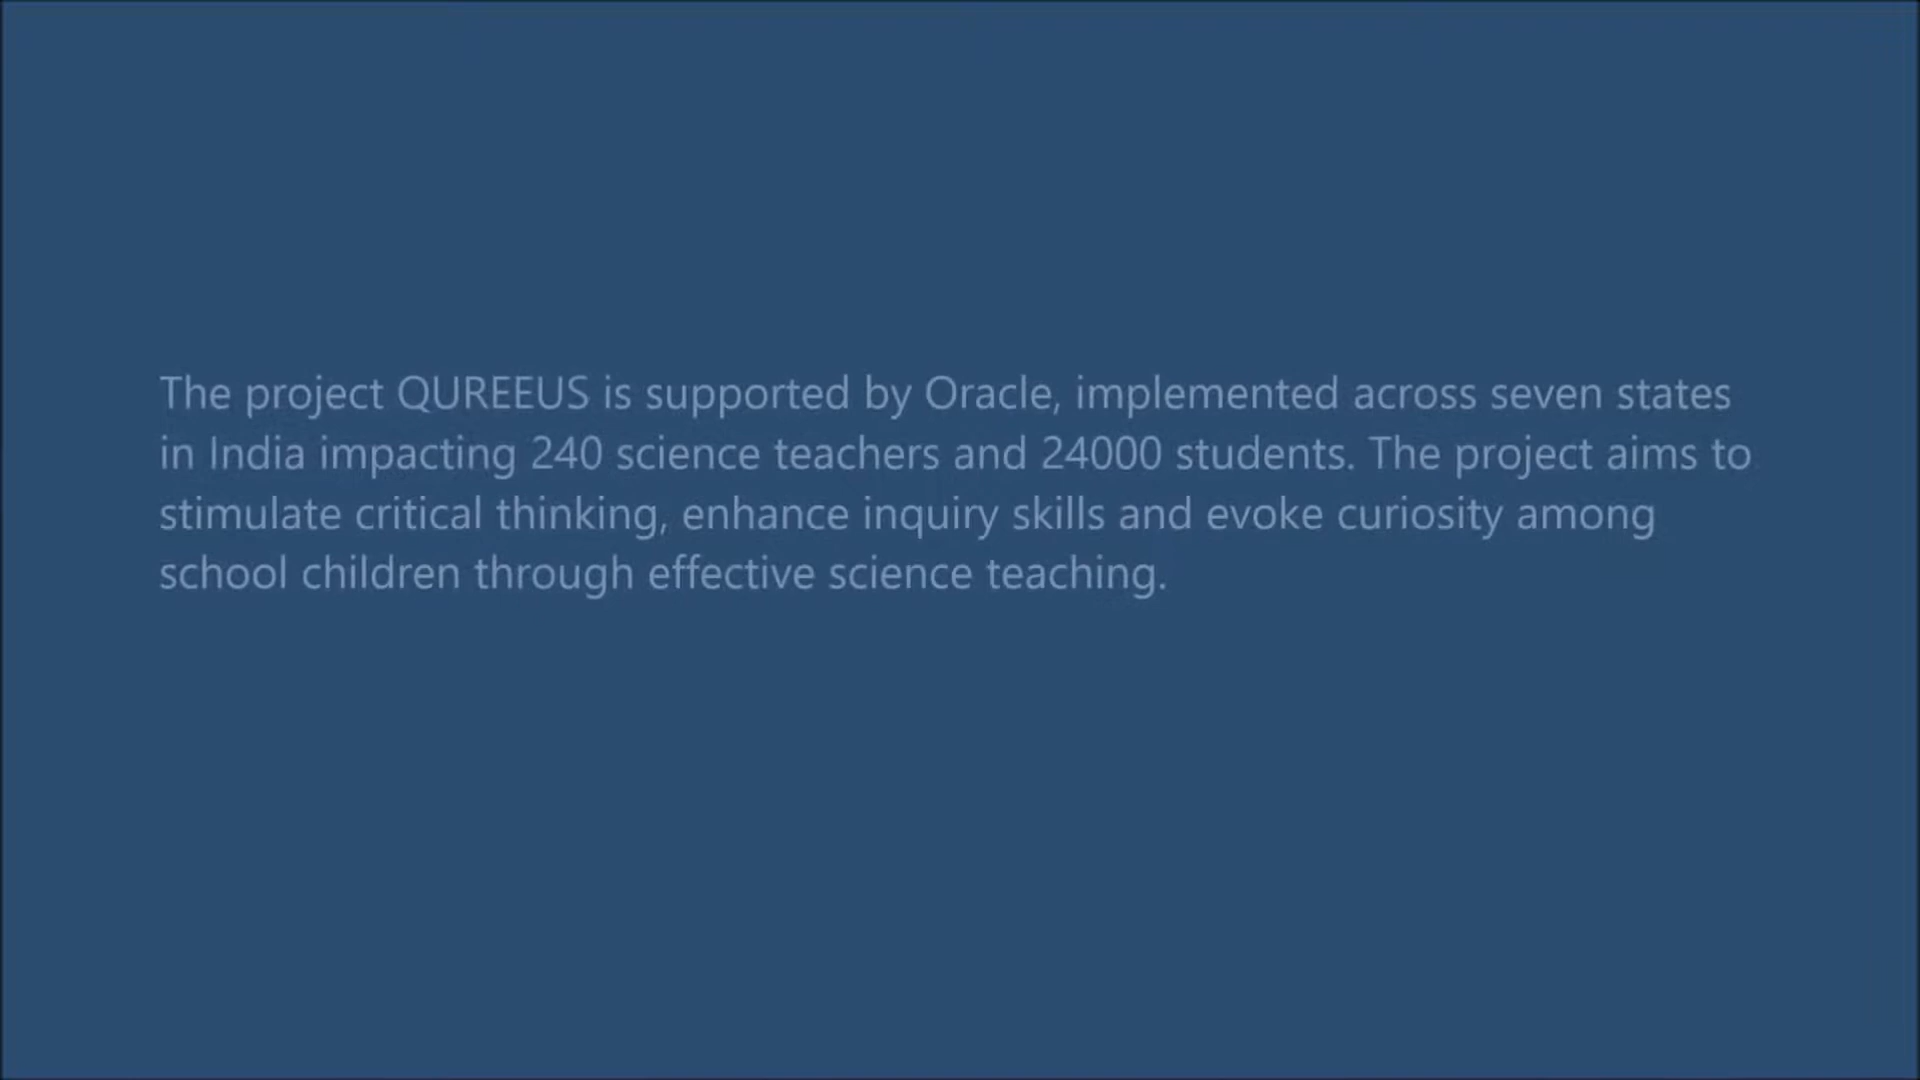 The project QUREEUS is supported by Oracle, implemented across seven states
in India impacting 240 science teachers and 24000 students. The project aims to
stimulate critical thinking, enhance inquiry skills and evoke curiosity among
school children through effective science teaching.